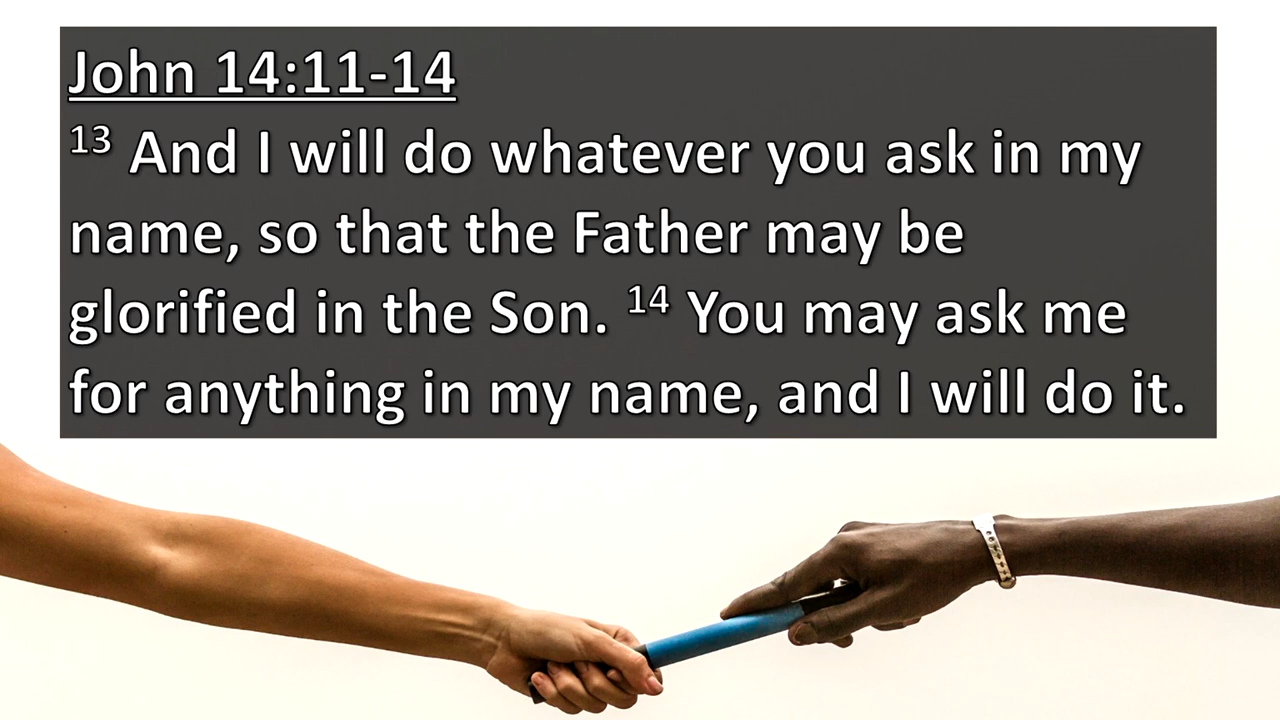 John 14:11-14
13 And I will do whatever you ask in my
name, so that the Father may be
glorified in the Son. 14 You may ask me
for anything in my name, and I will do it.